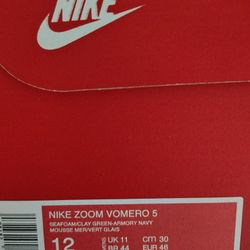 NIKE
NIKE ZOOM VOMERO 5
SEAFOAM/CLAY GREEN-ARMORY NAVY
MOUSSE MER/VERT GLAIS
12 UK 11 cm 30
BR 44 EUR 46